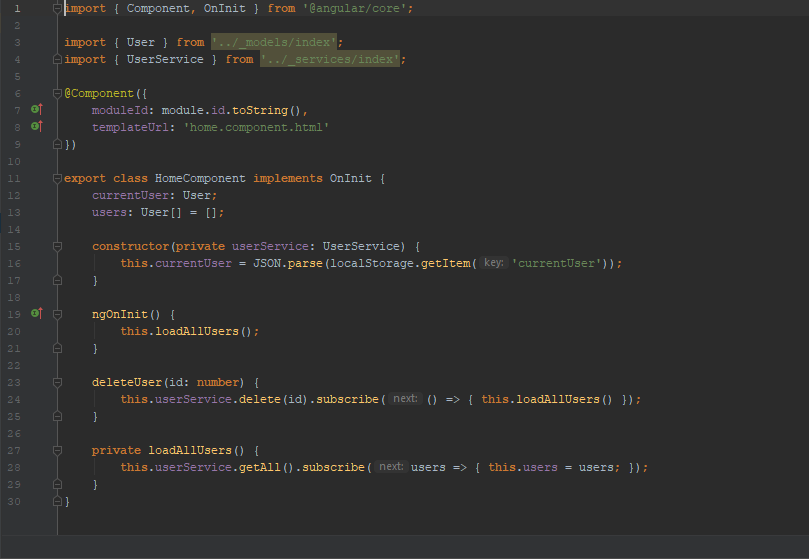 1 import { Component, OnInit } from '@angular/core';
2
3 import { User } from '../_models/index';
4 import { UserService } from '../_services/index';
5
6 @Component({
7     moduleId: module.id.toString(),
8     templateUrl: 'home.component.html'
9 })
10
11 export class HomeComponent implements OnInit {
12     currentUser: User;
13     users: User[] = [];
14
15     constructor(private userService: UserService) {
16         this.currentUser = JSON.parse(localStorage.getItem( key: 'currentUser'));
17     }
18
19     ngOnInit() {
20         this.loadAllUsers();
21     }
22
23     deleteUser(id: number) {
24         this.userService.delete(id).subscribe( next: () => { this.loadAllUsers() });
25     }
26
27     private loadAllUsers() {
28         this.userService.getAll().subscribe( next: users => { this.users = users; });
29     }
30 }